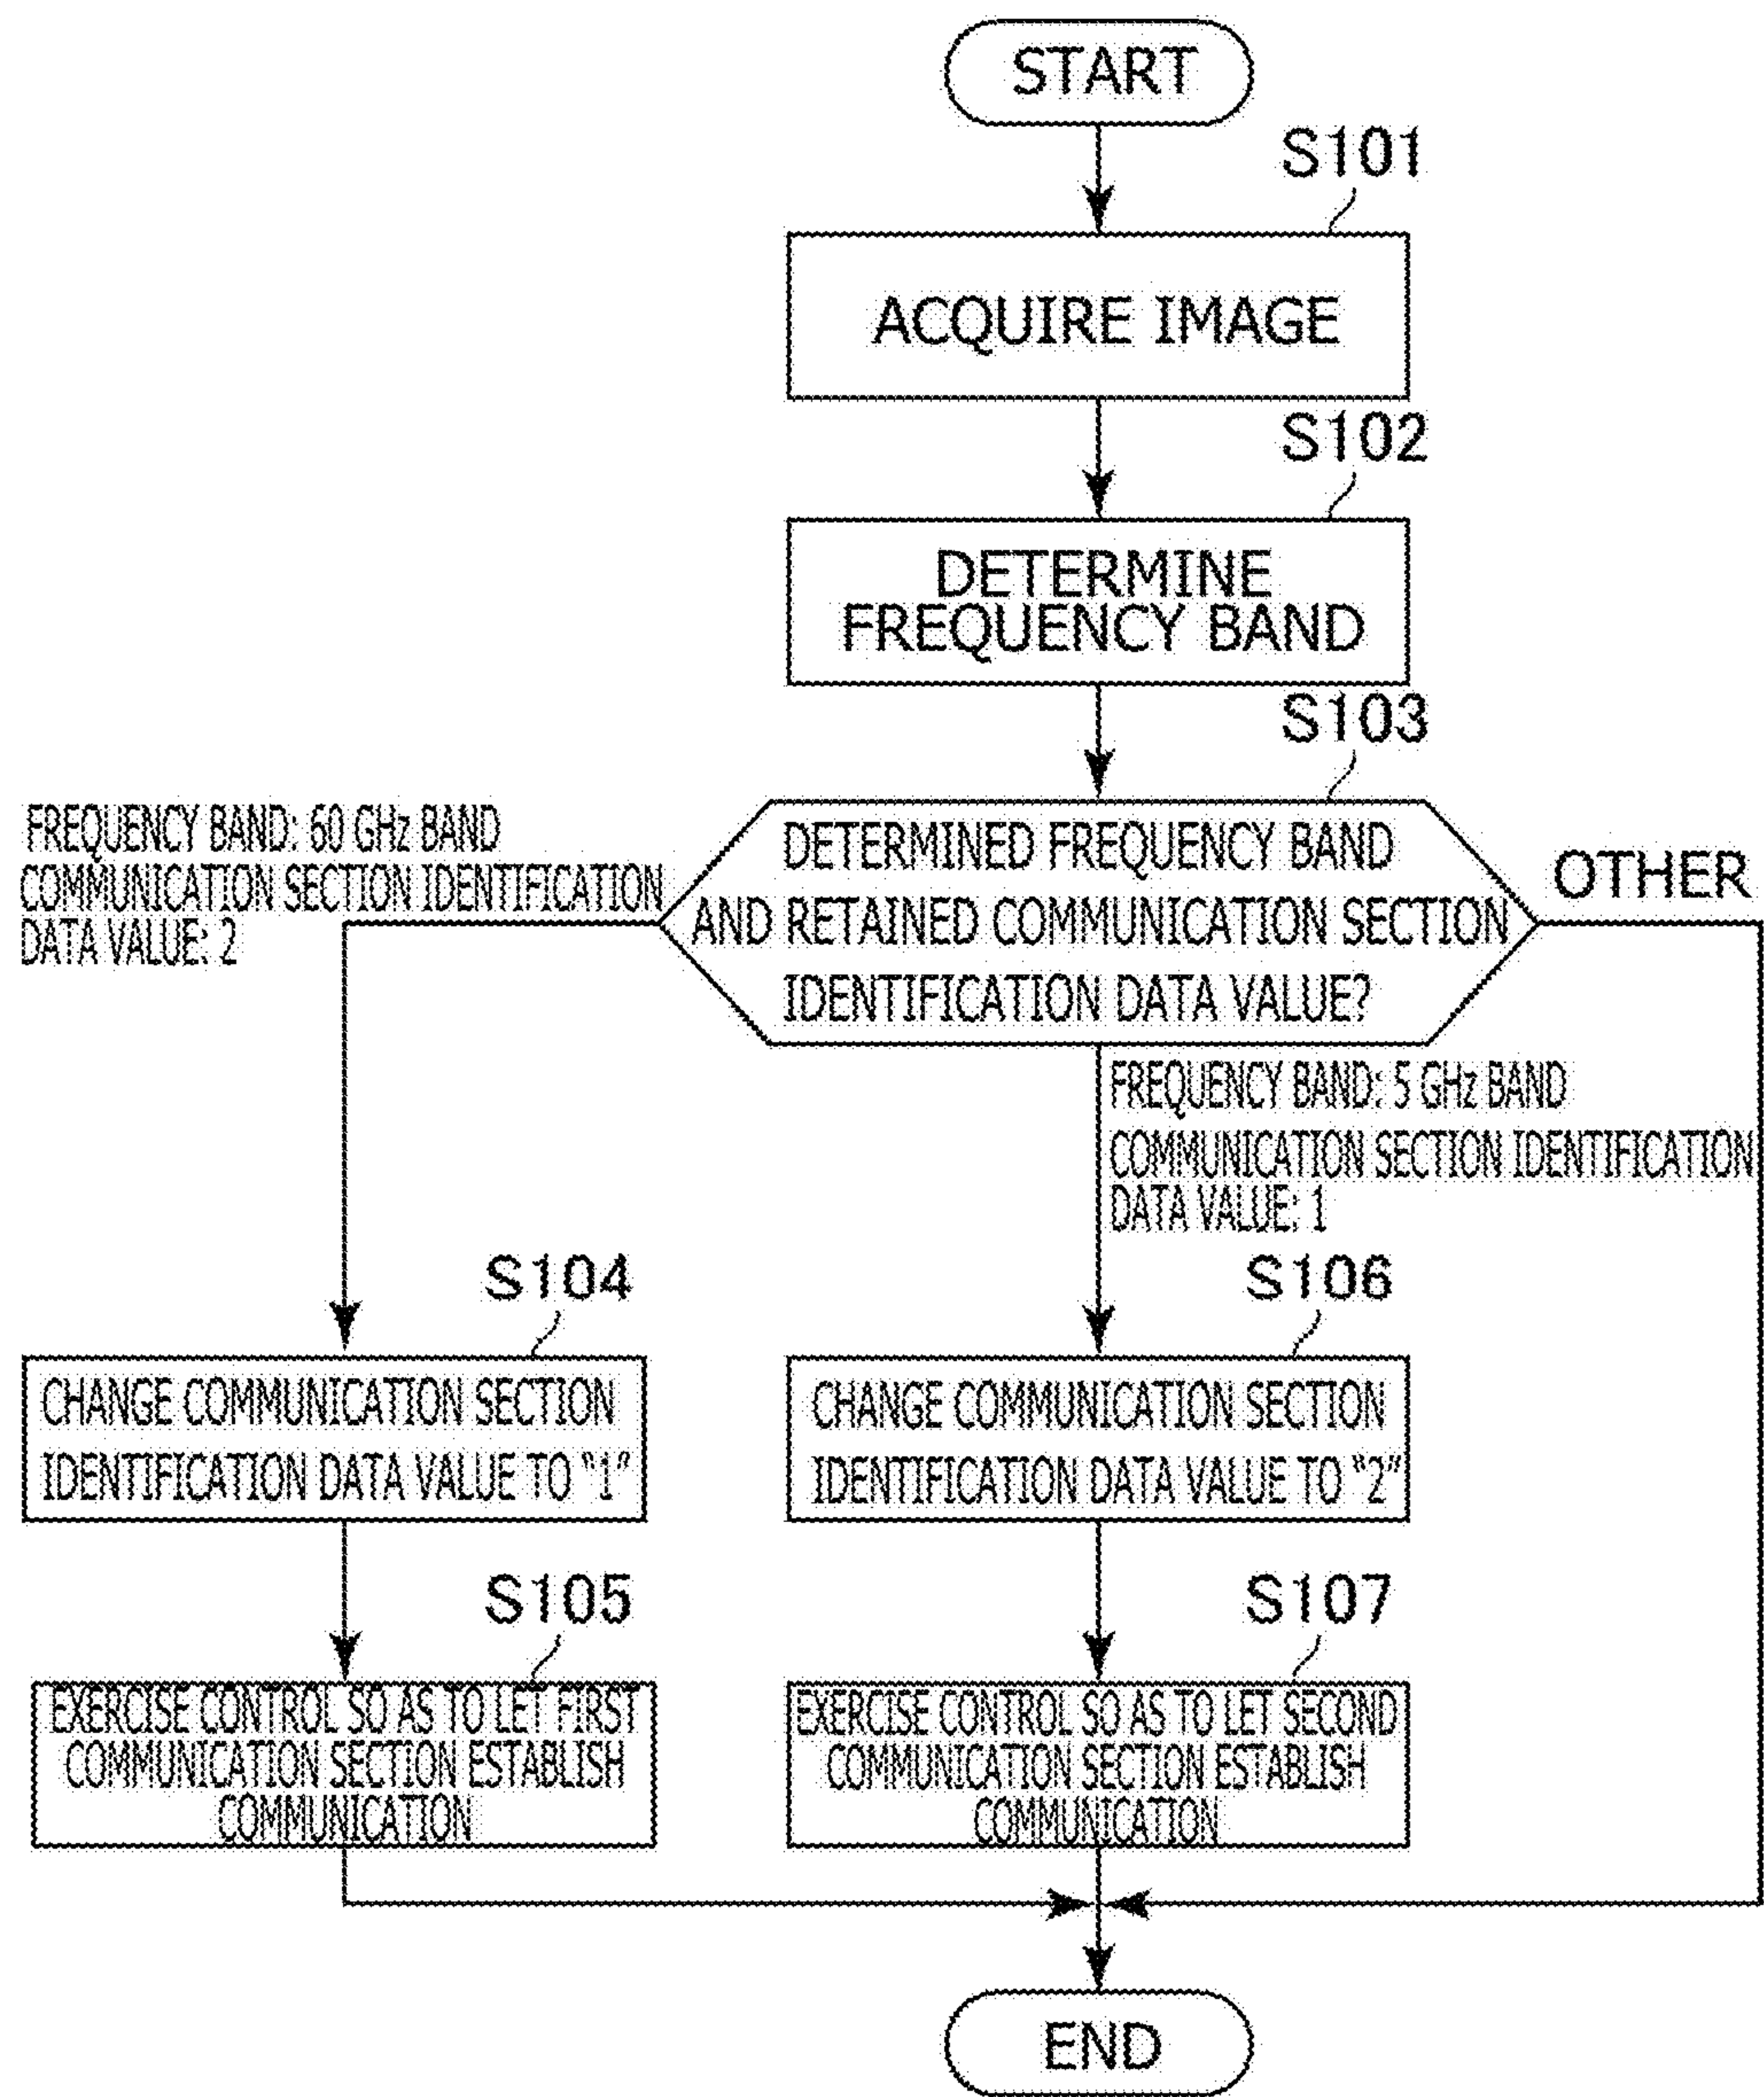 START
S101
ACQUIRE IMAGE
S102
DETERMINE
FREQUENCY BAND
S103
DETERMINED FREQUENCY BAND
AND RETAINED COMMUNICATION SECTION
IDENTIFICATION DATA VALUE?
FREQUENCY BAND: 60 GHz BAND
COMMUNICATION SECTION IDENTIFICATION
DATA VALUE: 2
OTHER
FREQUENCY BAND: 5 GHz BAND
COMMUNICATION SECTION IDENTIFICATION
DATA VALUE: 1
S104
CHANGE COMMUNICATION SECTION
IDENTIFICATION DATA VALUE TO “1”
S106
CHANGE COMMUNICATION SECTION
IDENTIFICATION DATA VALUE TO “2”
S105
EXERCISE CONTROL SO AS TO LET FIRST
COMMUNICATION SECTION ESTABLISH
COMMUNICATION
S107
EXERCISE CONTROL SO AS TO LET SECOND
COMMUNICATION SECTION ESTABLISH
COMMUNICATION
END